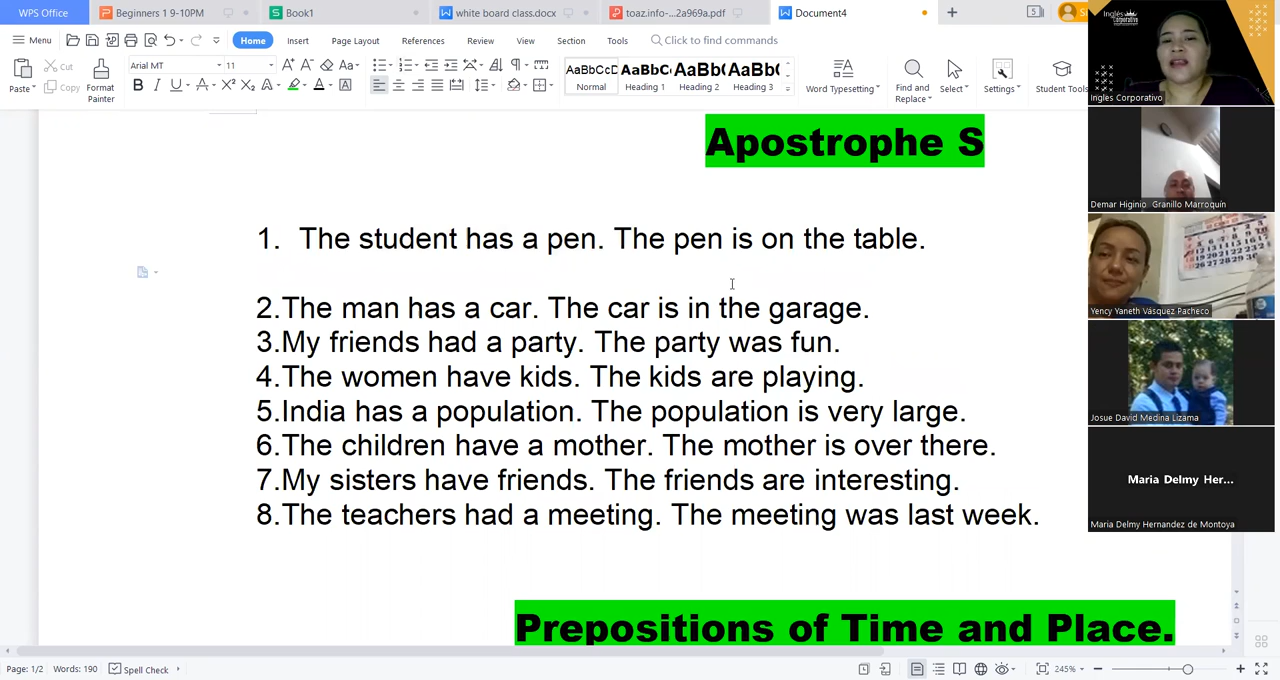 WPS Office
Beginners 1 9-10PM
Book1
white board class.docx
toaz.info-...2a969a.pdf
Document4
5
Menu
Home
Insert
Page Layout
References
Review
View
Section
Tools
Click to find commands
Paste
Cut
Copy
Format Painter
Arial MT
11
AaBbCcD
Normal
AaBbC
Heading 1
AaBb(
Heading 2
AaBb(
Heading 3
Word Typesetting
Find and Replace
Select
Settings
Student Tools
Apostrophe S
1. The student has a pen. The pen is on the table.
2.The man has a car. The car is in the garage.
3.My friends had a party. The party was fun.
4.The women have kids. The kids are playing.
5.India has a population. The population is very large.
6.The children have a mother. The mother is over there.
7.My sisters have friends. The friends are interesting.
8.The teachers had a meeting. The meeting was last week.
Prepositions of Time and Place.
Inglés Corporativo
Ingles Corporativo
Demar Higinio Granillo Marroquín
Yency Yaneth Vásquez Pacheco
Josue David Medina Lizama
Maria Delmy Her...
Maria Delmy Hernandez de Montoya
Page: 1/2
Words: 190
Spell Check
245%